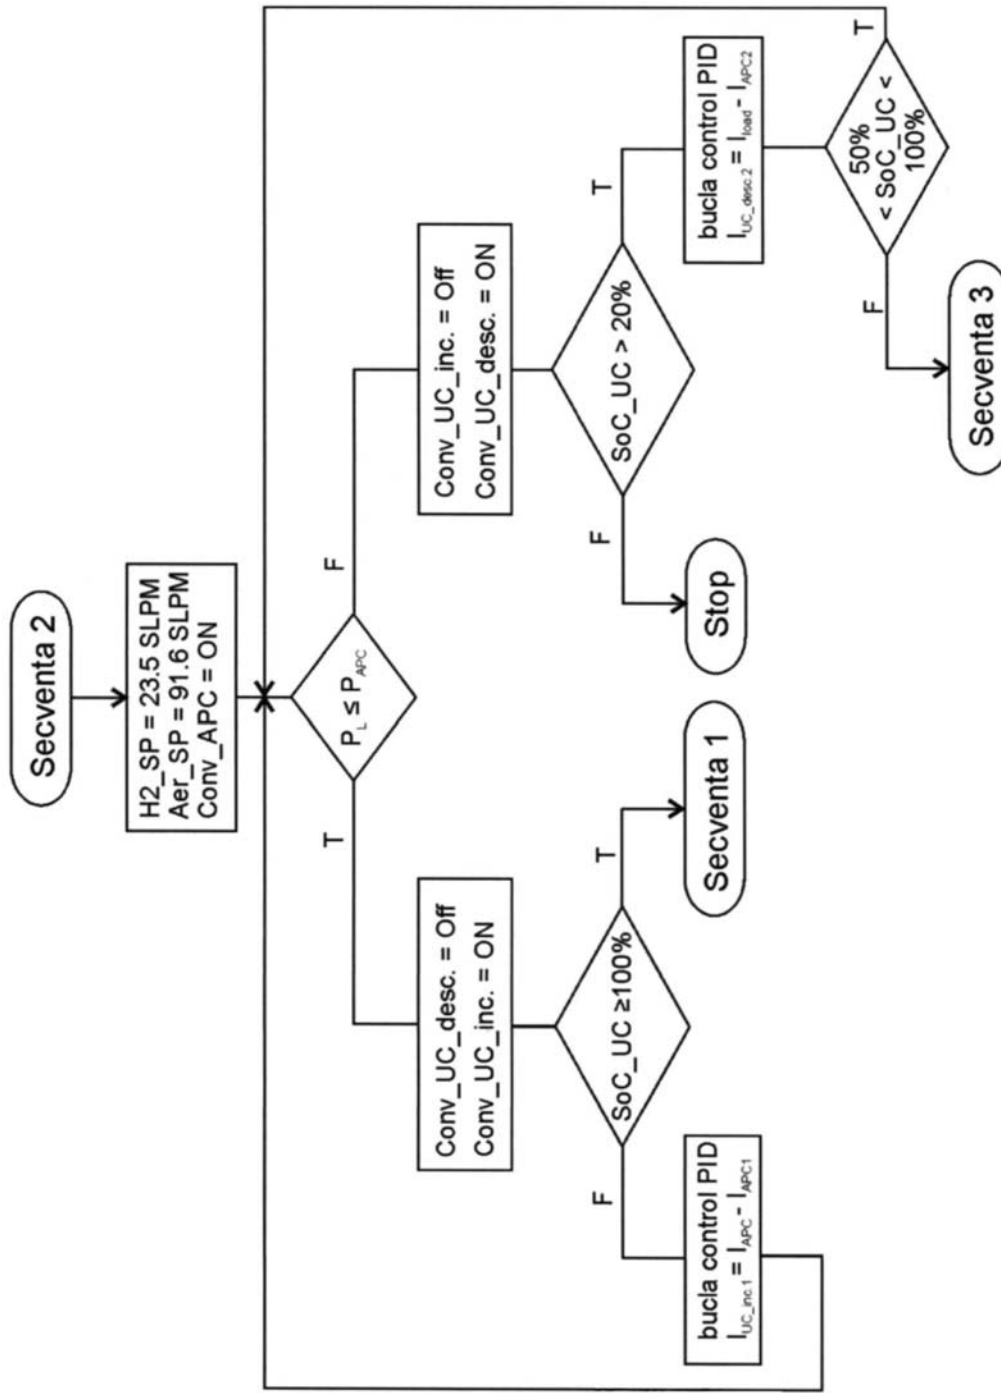 Secventa 2
H2_SP = 23.5 SLPM
Aer_SP = 91.6 SLPM
Conv_APC = ON
P_L ≤ P_APC
T
F
Conv_UC_desc. = Off
Conv_UC_inc. = ON
Conv_UC_inc. = Off
Conv_UC_desc. = ON
SoC_UC ≥100%
F
T
SoC_UC > 20%
F
T
bucla control PID
I_UC_inc.1 = I_APC - I_APC1
Secventa 1
Stop
bucla control PID
I_UC_desc.2 = I_load - I_APC2
50%
< SoC_UC <
100%
F
T
Secventa 3